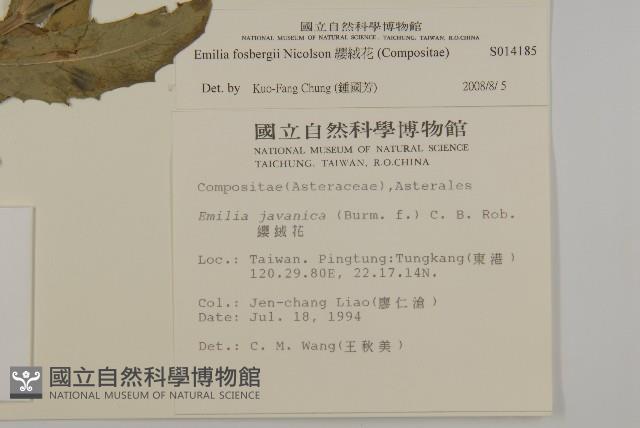 國立自然科學博物館
NATIONAL MUSEUM OF NATURAL SCIENCE, TAICHUNG, TAIWAN, R.O.CHINA
Emilia fosbergii Nicolson 纓絨花 (Compositae) S014185
Det. by Kuo-Fang Chung (鍾國芳) 2008/8/5
國立自然科學博物館
NATIONAL MUSEUM OF NATURAL SCIENCE
TAICHUNG, TAIWAN, R.O.CHINA
Compositae(Asteraceae),Asterales
Emilia javanica (Burm. f.) C. B. Rob.
纓絨花
Loc.: Taiwan. Pingtung:Tungkang(東港)
120.29.80E, 22.17.14N.
Col.: Jen-chang Liao(廖仁滄)
Date: Jul. 18, 1994
Det.: C. M. Wang(王秋美)
國立自然科學博物館
NATIONAL MUSEUM OF NATURAL SCIENCE